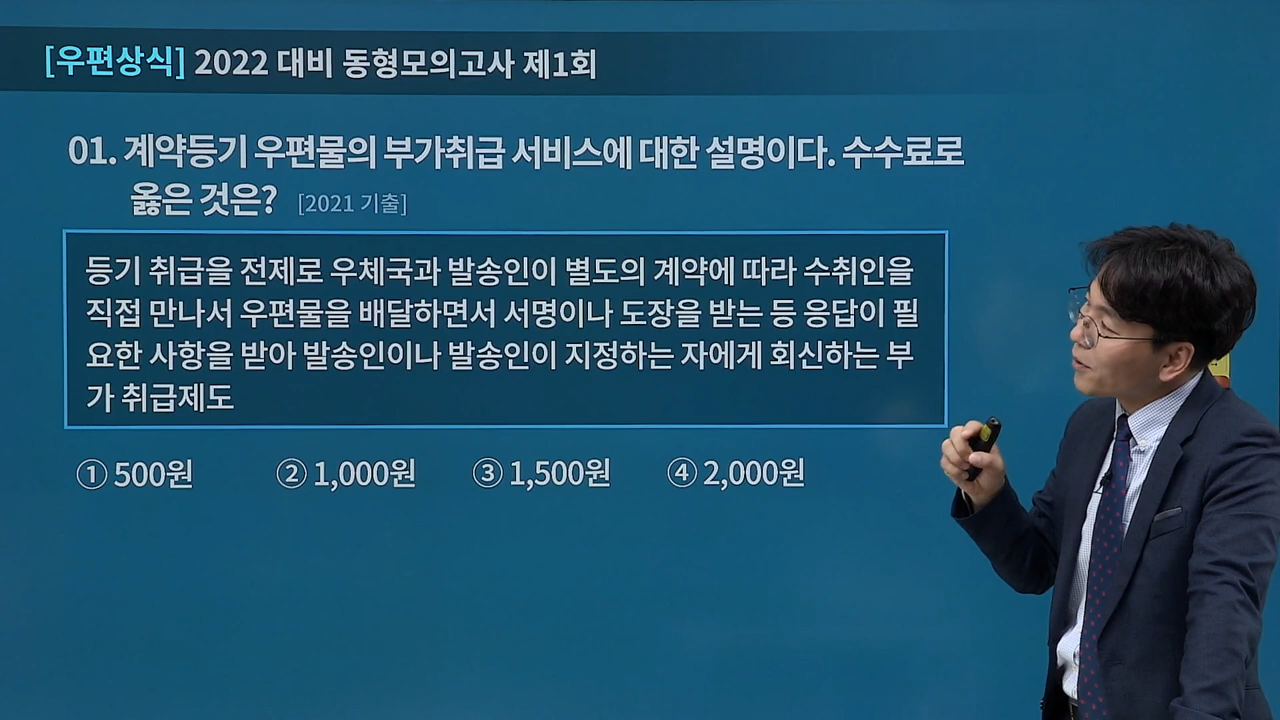 [우편상식] 2022 대비 동형모의고사 제1회
01. 계약등기 우편물의 부가취급 서비스에 대한 설명이다. 수수료로
옳은 것은? [2021 기출]
등기 취급을 전제로 우체국과 발송인이 별도의 계약에 따라 수취인을
직접 만나서 우편물을 배달하면서 서명이나 도장을 받는 등 응답이 필
요한 사항을 받아 발송인이나 발송인이 지정하는 자에게 회신하는 부
가 취급제도
① 500원 ② 1,000원 ③ 1,500원 ④ 2,000원